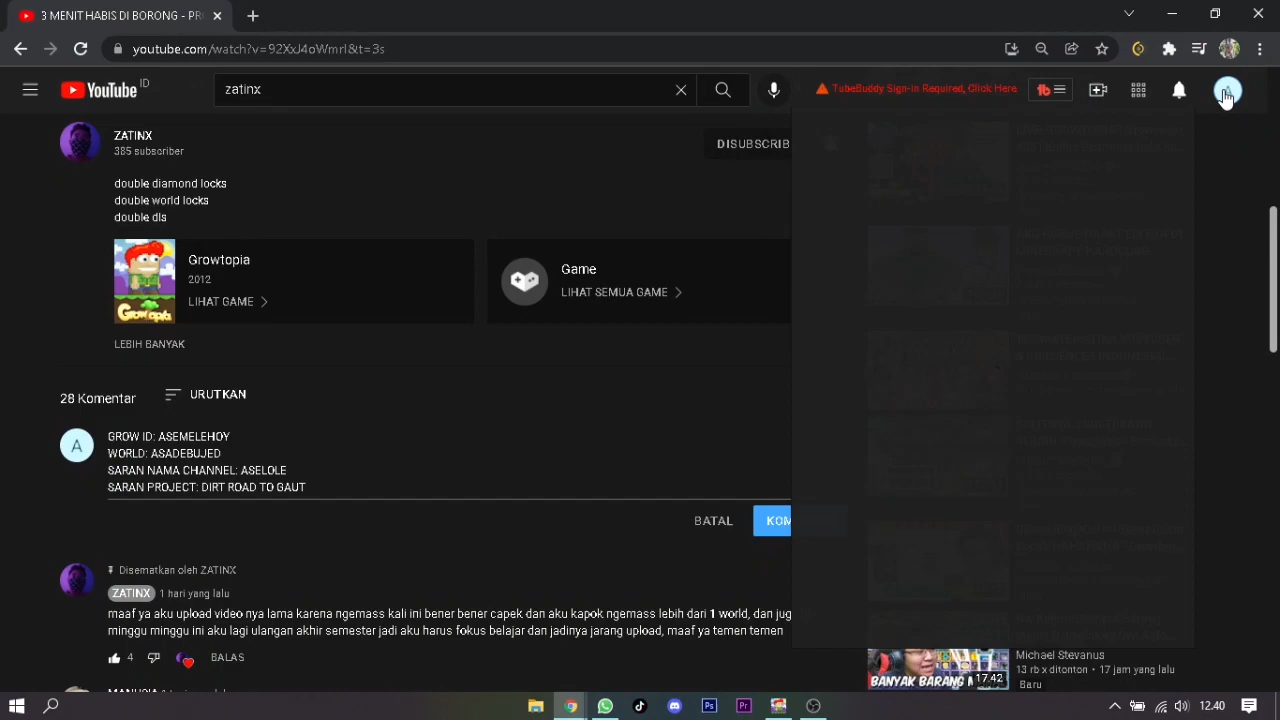 3 MENIT HABIS DI BORONG - PR
youtube.com/watch?v=92XxJ4oWmrI&t=3s
YouTube ID
zatinx
TubeBuddy Sign-in Required, Click Here
ZATINX
385 subscriber
DISUBSCRIB
double diamond locks
double world locks
double dls
Growtopia
2012
LIHAT GAME
Game
LIHAT SEMUA GAME
LEBIH BANYAK
28 Komentar
URUTKAN
A
GROW ID: ASEMELEHOY
WORLD: ASADEBUJED
SARAN NAMA CHANNEL: ASELOLE
SARAN PROJECT: DIRT ROAD TO GAUT
BATAL
KOM
Disematkan oleh ZATINX
ZATINX 1 hari yang lalu
maaf ya aku upload video nya lama karena ngemass kali ini bener bener capek dan aku kapok ngemass lebih dari 1 world, dan jug
minggu minggu ini aku lagi ulangan akhir semester jadi aku harus fokus belajar dan jadinya jarang upload, maaf ya temen temen
4
BALAS
Michael Stevanus
13 rb x ditonton • 17 jam yang lalu
Baru
BANYAK BARANG
17.42
12.40